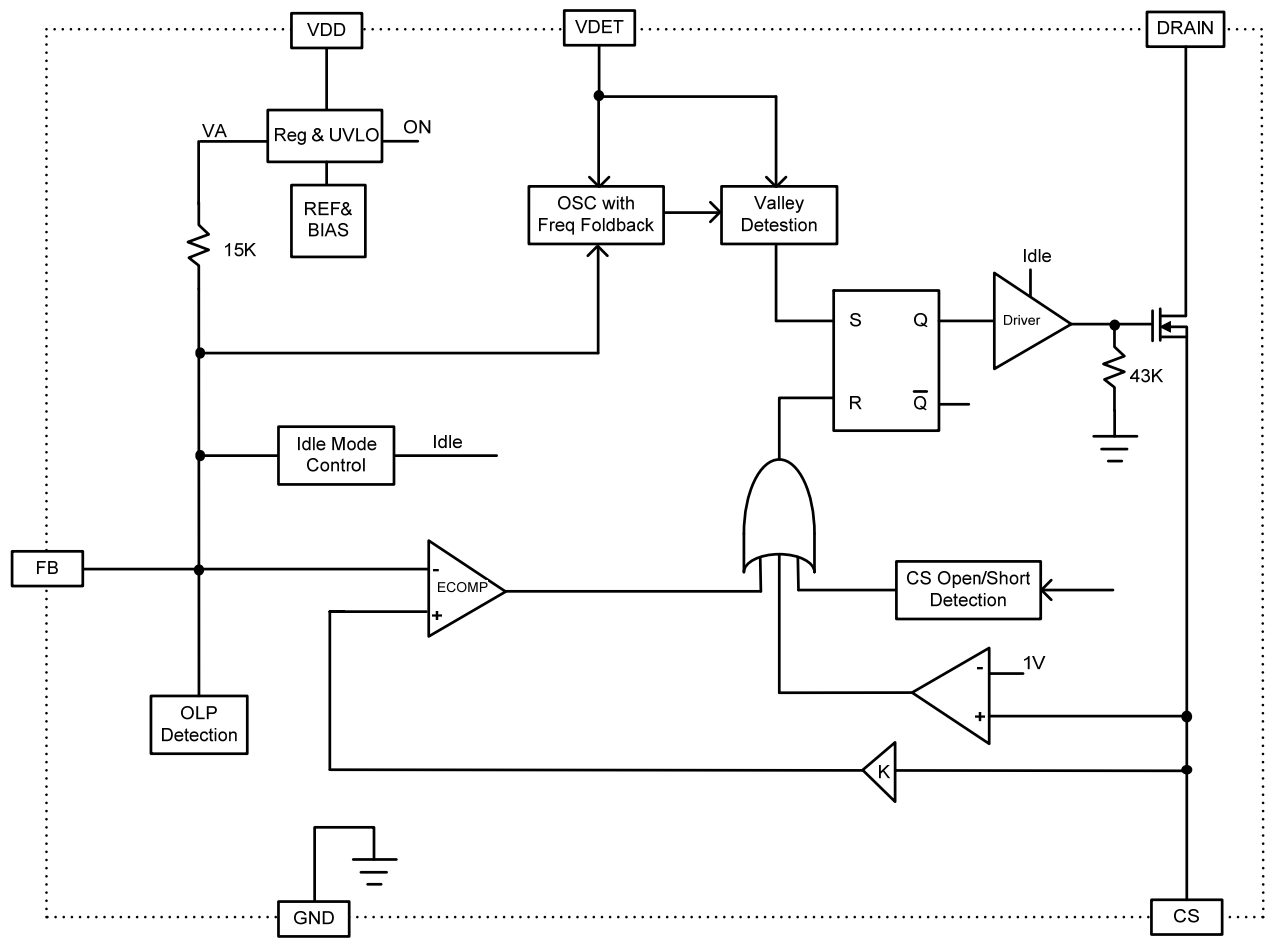 VDD
VDET
DRAIN
VA
Reg & UVLO
ON
REF&
BIAS
15K
OSC with
Freq Foldback
Valley
Detestion
Idle
S
Q
Driver
R
Q
43K
Idle Mode
Control
Idle
FB
-
ECOMP
+
CS Open/Short
Detection
-
1V
+
OLP
Detection
K
GND
CS